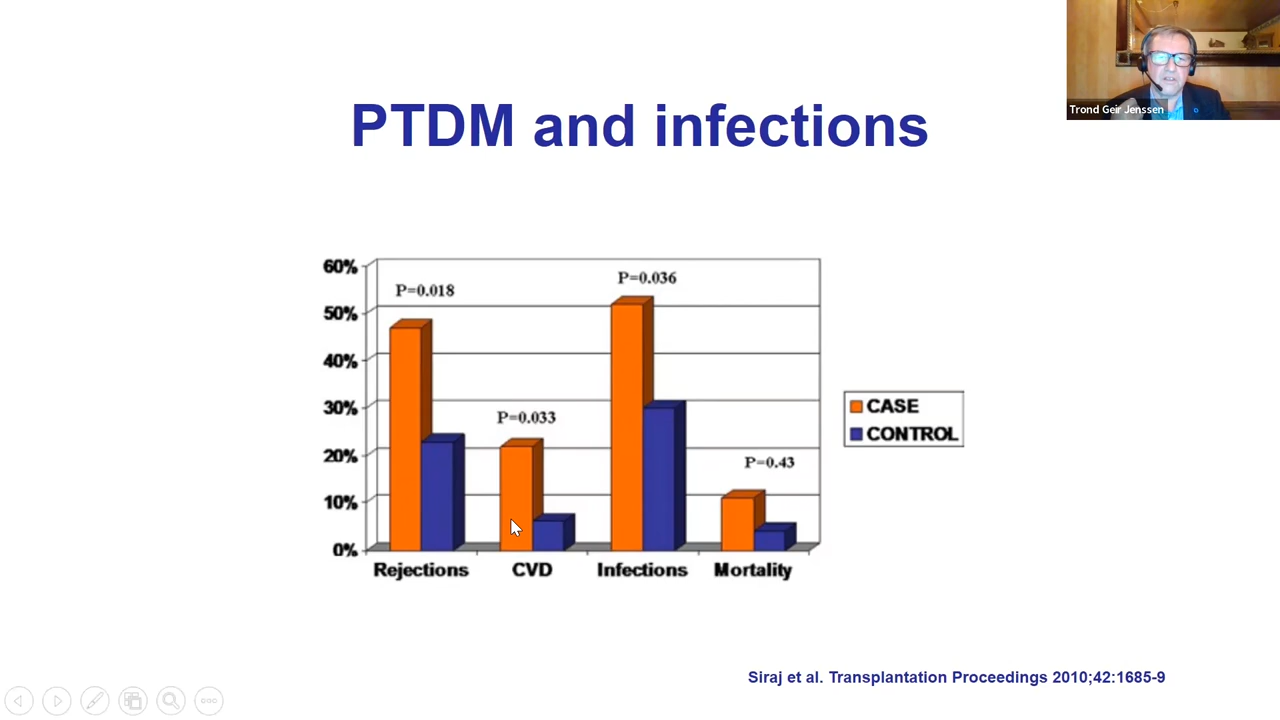 Trond Geir Jenssen
PTDM and infections
60%
50%
40%
30%
20%
10%
0%
P=0.018
P=0.033
P=0.036
P=0.43
Rejections CVD Infections Mortality
CASE
CONTROL
Siraj et al. Transplantation Proceedings 2010;42:1685-9